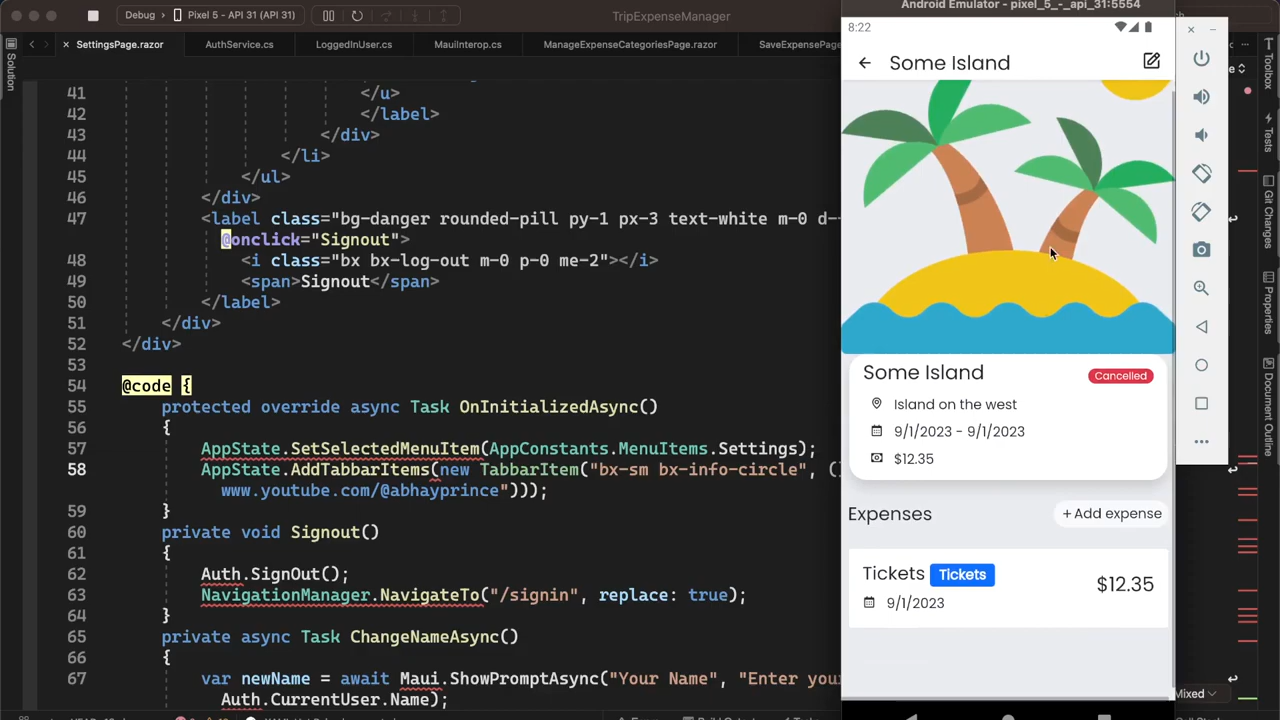 Debug
Pixel 5 - API 31 (API 31)
TripExpenseManager
SettingsPage.razor
AuthService.cs
LoggedInUser.cs
MauiInterop.cs
ManageExpenseCategoriesPage.razor
SaveExpensePage
Solution
41 </u>
42 </label>
43 </div>
44 </li>
45 </ul>
46 </div>
47 <label class="bg-danger rounded-pill py-1 px-3 text-white m-0 d-
@onclick="Signout">
48 <i class="bx bx-log-out m-0 p-0 me-2"></i>
49 <span>Signout</span>
50 </label>
51 </div>
52 </div>
53
54 @code {
55 protected override async Task OnInitializedAsync()
56 {
57 AppState.SetSelectedMenuItem(AppConstants.MenuItems.Settings);
58 AppState.AddTabbarItems(new TabbarItem("bx-sm bx-info-circle", (
www.youtube.com/@abhayprince")));
59 }
60 private void Signout()
61 {
62 Auth.SignOut();
63 NavigationManager.NavigateTo("/signin", replace: true);
64 }
65 private async Task ChangeNameAsync()
66 {
67 var newName = await Maui.ShowPromptAsync("Your Name", "Enter your
Auth.CurrentUser.Name);
Android Emulator - pixel_5_-_api_31:5554
8:22
Some Island
Some Island
Cancelled
Island on the west
9/1/2023 - 9/1/2023
$12.35
Expenses
+ Add expense
Tickets Tickets
$12.35
9/1/2023
Toolbox
Tests
Git Changes
Properties
Document Outline
Mixed